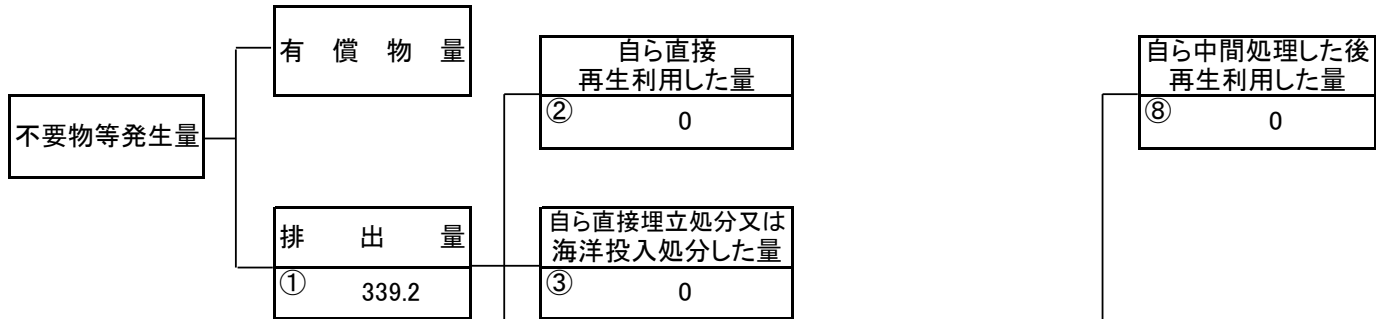 有償物量
自ら直接
再生利用した量
② 0
自ら中間処理した後
再生利用した量
⑧ 0
不要物等発生量
排出量
① 339.2
自ら直接埋立処分又は
海洋投入処分した量
③ 0